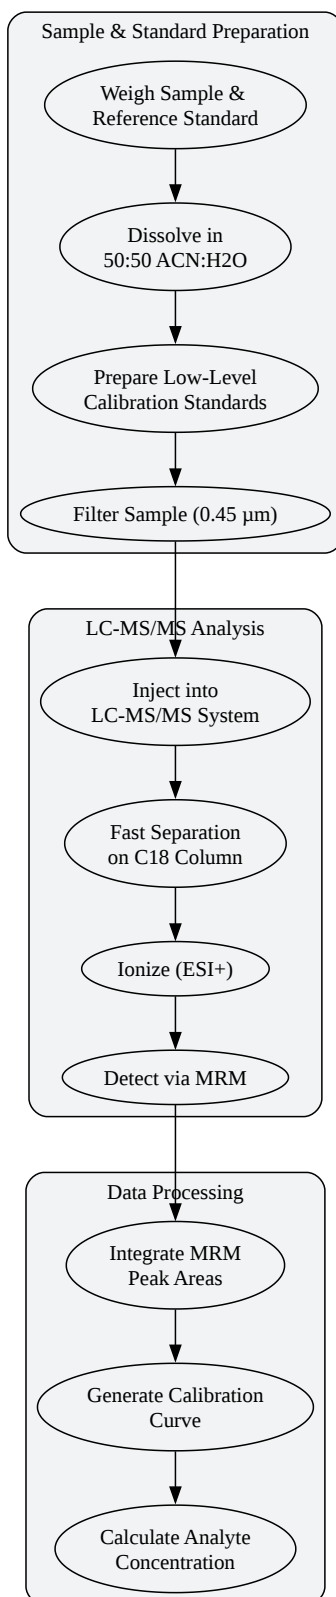 Sample & Standard Preparation
Weigh Sample &
Reference Standard
Dissolve in
50:50 ACN:H2O
Prepare Low-Level
Calibration Standards
Filter Sample (0.45 µm)
LC-MS/MS Analysis
Inject into
LC-MS/MS System
Fast Separation
on C18 Column
Ionize (ESI+)
Detect via MRM
Data Processing
Integrate MRM
Peak Areas
Generate Calibration
Curve
Calculate Analyte
Concentration